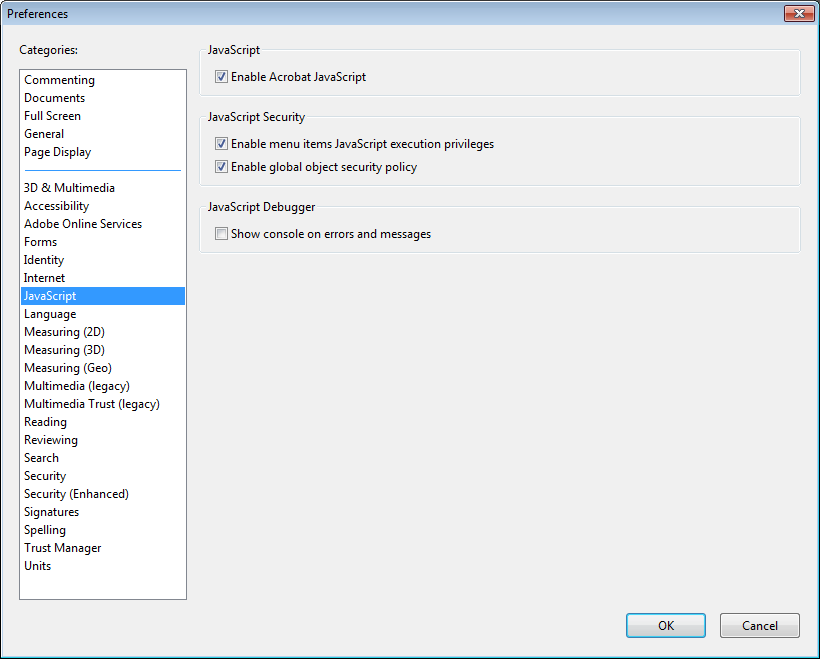 Preferences
Categories:
Commenting
Documents
Full Screen
General
Page Display
3D & Multimedia
Accessibility
Adobe Online Services
Forms
Identity
Internet
JavaScript
Language
Measuring (2D)
Measuring (3D)
Measuring (Geo)
Multimedia (legacy)
Multimedia Trust (legacy)
Reading
Reviewing
Search
Security
Security (Enhanced)
Signatures
Spelling
Trust Manager
Units
JavaScript
Enable Acrobat JavaScript
JavaScript Security
Enable menu items JavaScript execution privileges
Enable global object security policy
JavaScript Debugger
Show console on errors and messages
OK
Cancel